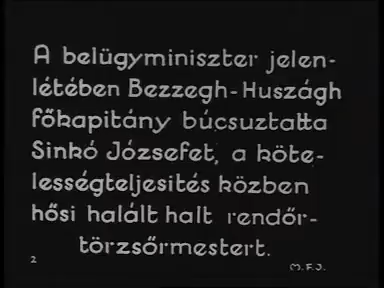 A belügyminiszter jelen-
létében Bezzegh-Huszágh
főkapitány búcsuztatta
Sinkó Józsefet, a köte-
lességteljesités közben
hősi halált halt rendőr-
törzsőrmestert.
2
M.F.J.